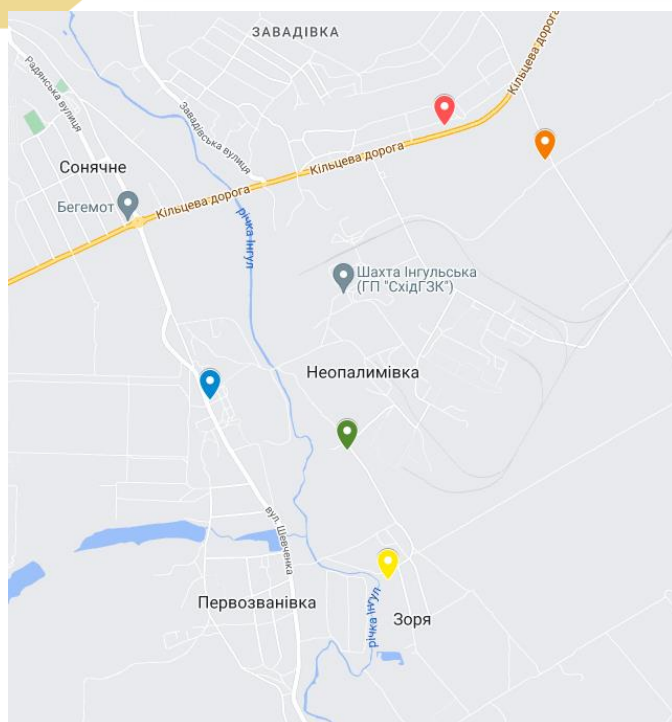 ЗАВАДІВКА
Радянська вулиця
Кільцева дорога
Завадівська вулиця
Кільцева дорога
Сонячне
Бегемот
Кільцева дорога
річка Інгул
Шахта Інгульська
(ГП "СхідГЗК")
Неопалимівка
вул. Шевченка
Первозванівка
річка Інгул
Зоря